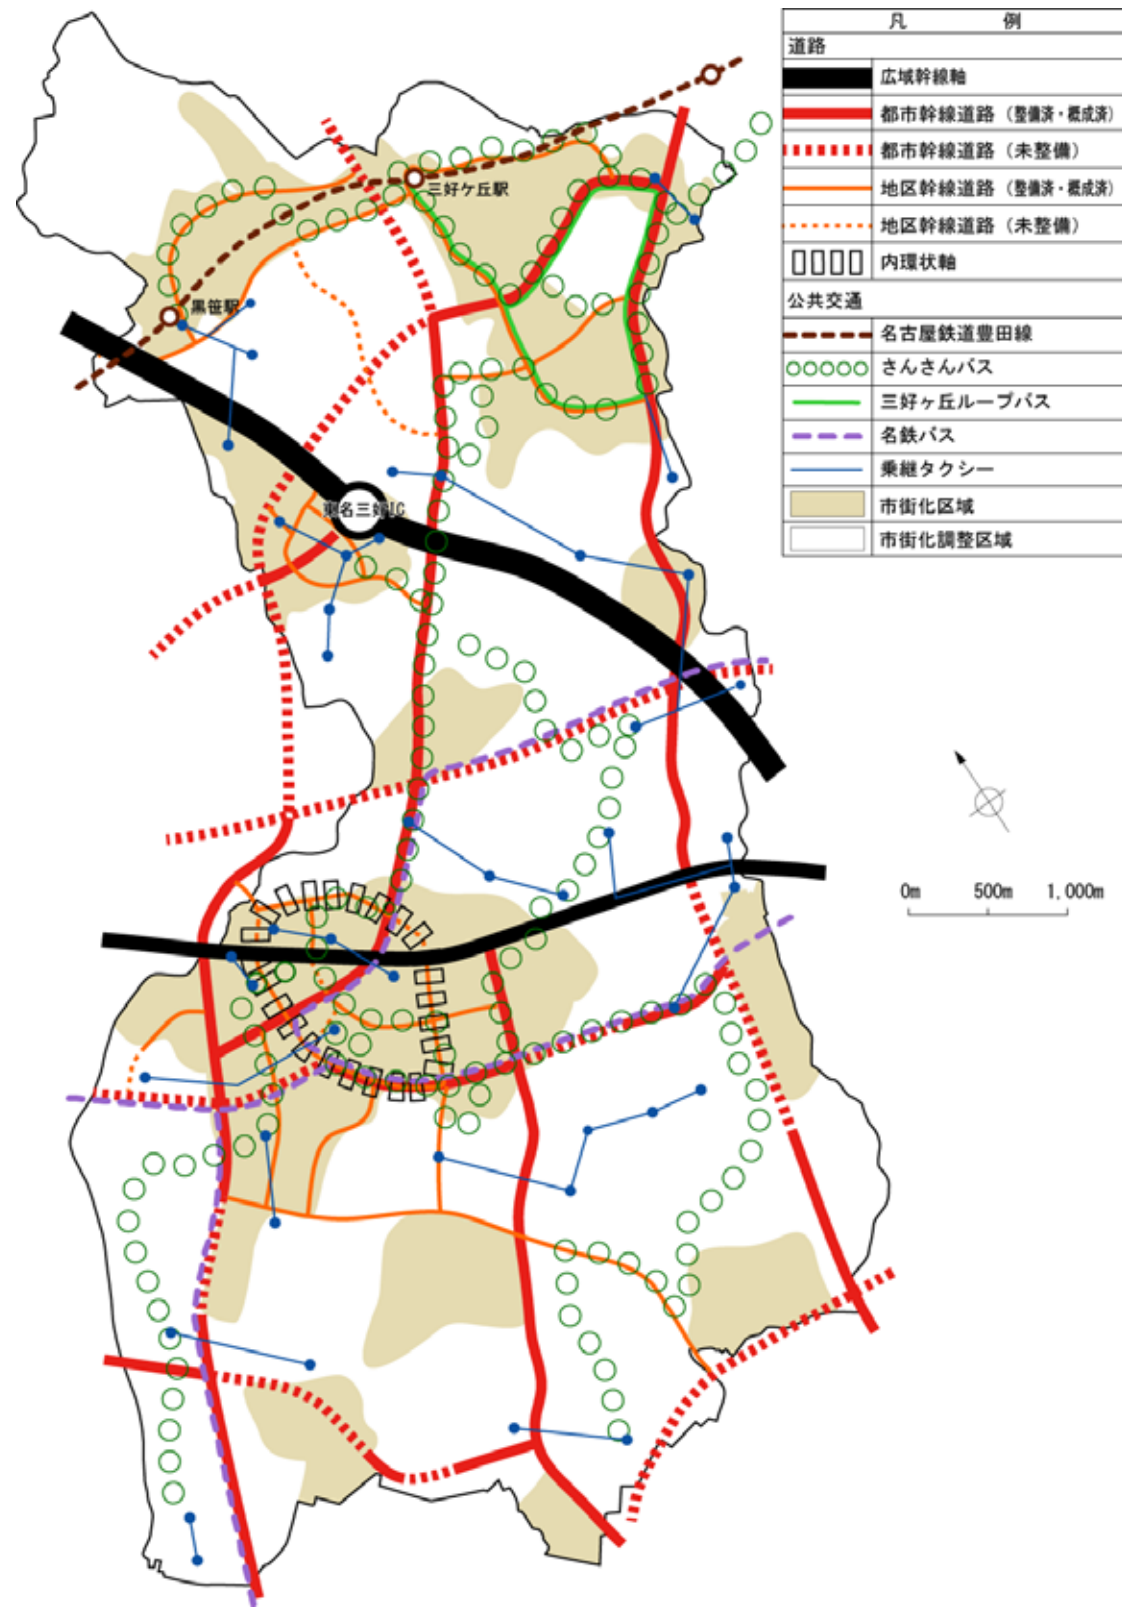 凡 例
道路
広域幹線軸
都市幹線道路（整備済・概成済）
都市幹線道路（未整備）
地区幹線道路（整備済・概成済）
地区幹線道路（未整備）
内環状軸
公共交通
名古屋鉄道豊田線
さんさんバス
三好ヶ丘ループバス
名鉄バス
乗継タクシー
市街化区域
市街化調整区域
三好ケ丘駅
黒笹駅
東名三好IC
0m 500m 1,000m